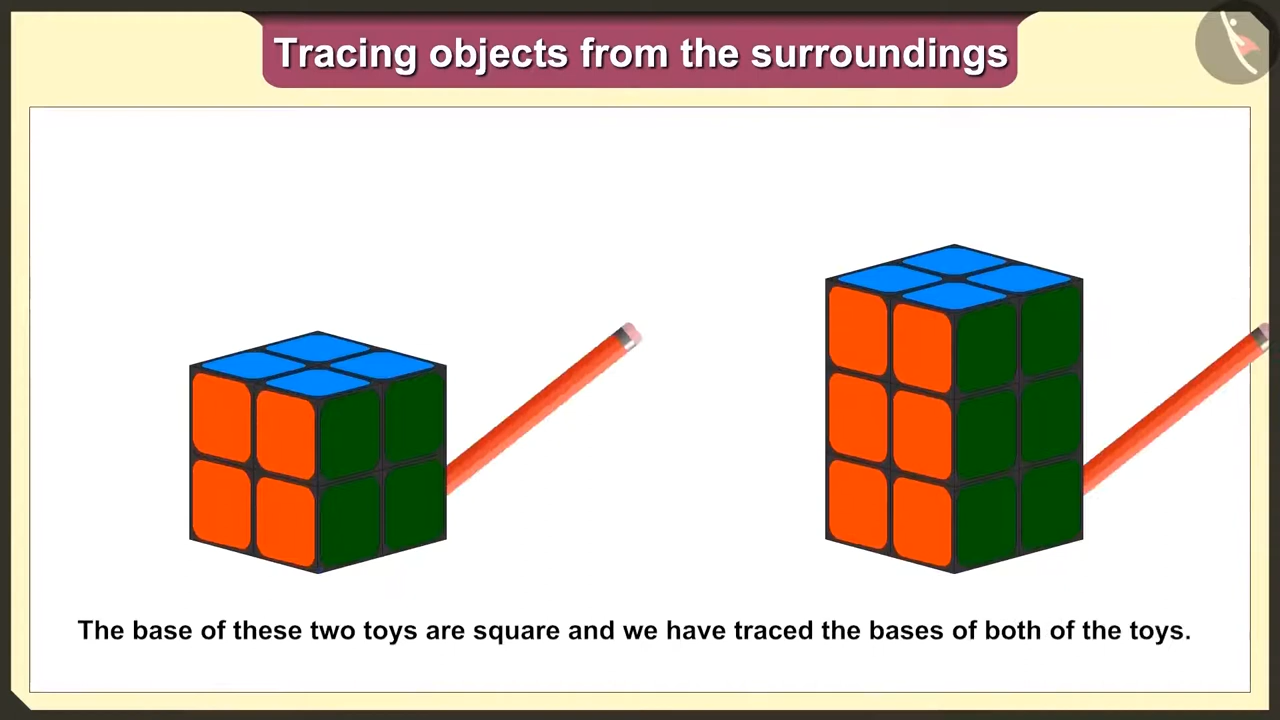 Tracing objects from the surroundings
The base of these two toys are square and we have traced the bases of both of the toys.